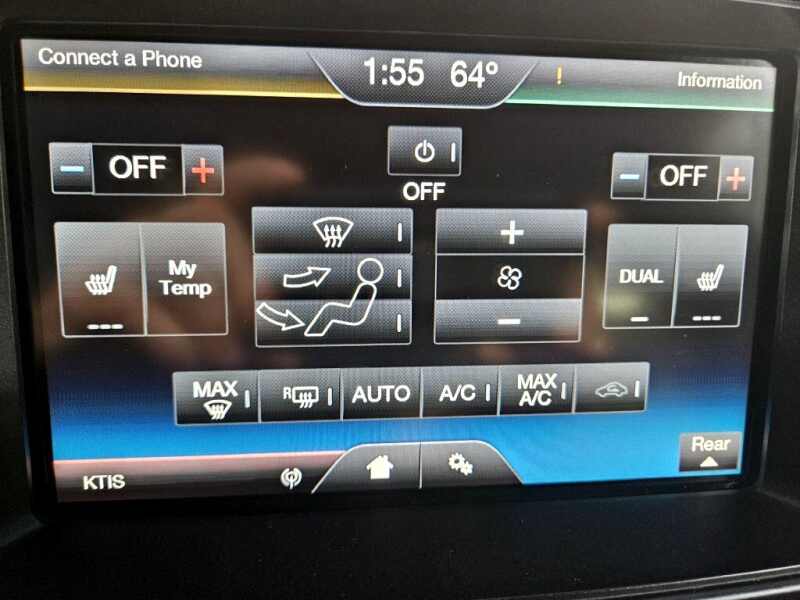 Connect a Phone
1:55 64°
!
Information
OFF
OFF
OFF
My
Temp
DUAL
MAX
R
AUTO
A/C
MAX
A/C
Rear
KTIS